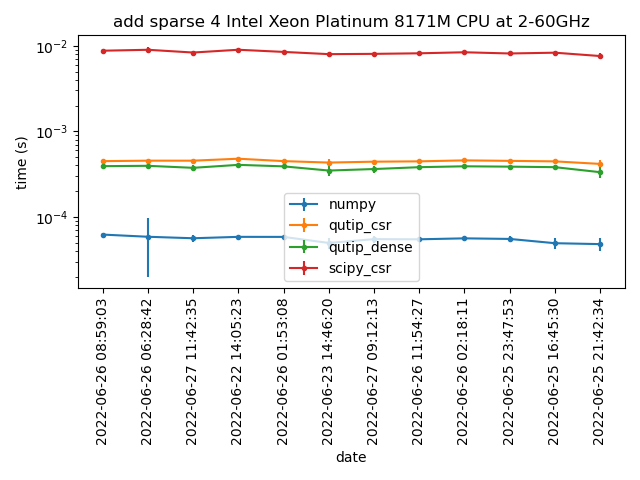 add sparse 4 Intel Xeon Platinum 8171M CPU at 2-60GHz
time (s)
10⁻²
10⁻³
10⁻⁴
numpy
qutip_csr
qutip_dense
scipy_csr
2022-06-26 08:59:03
2022-06-26 06:28:42
2022-06-27 11:42:35
2022-06-22 14:05:23
2022-06-26 01:53:08
2022-06-23 14:46:20
2022-06-27 09:12:13
2022-06-26 11:54:27
2022-06-26 02:18:11
2022-06-25 23:47:53
2022-06-25 16:45:30
2022-06-25 21:42:34
date